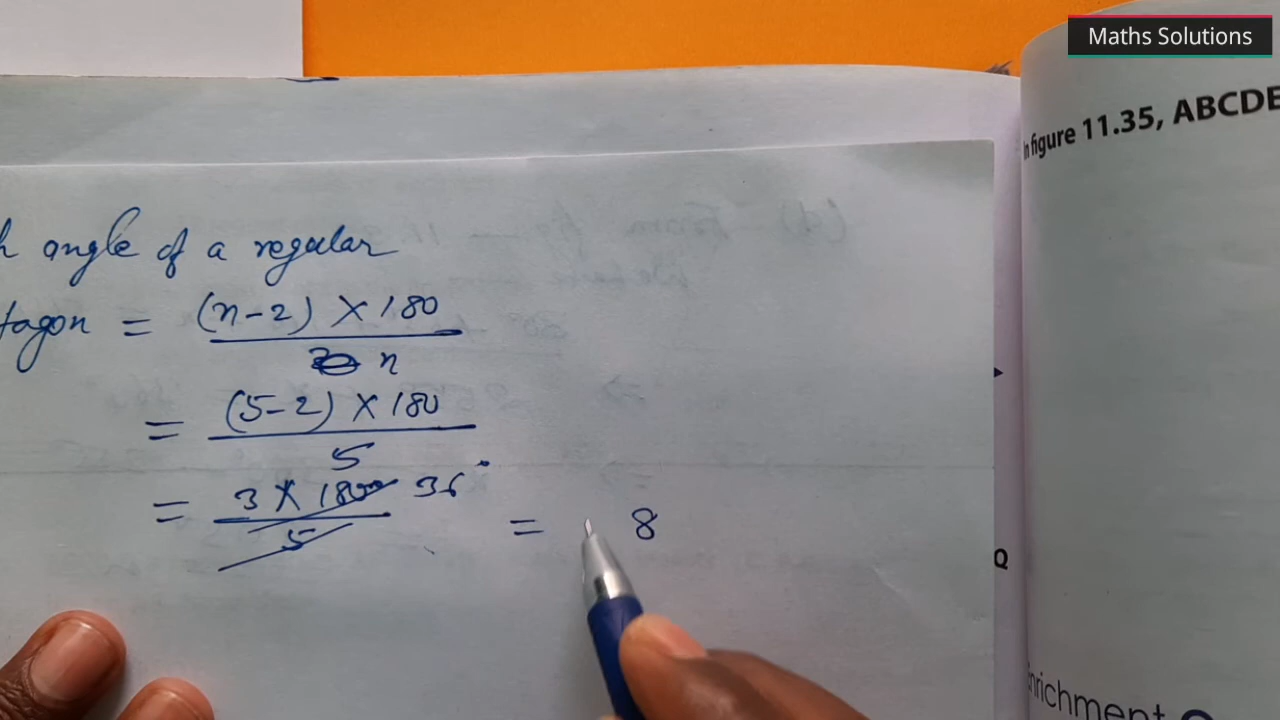 Maths Solutions
In figure 11.35, ABCDE
angle of a regular
tagon = (n-2) × 180 / n
= (5-2) × 180 / 5
= 3 × 180 / 5 36° = 8
Q
nrichment